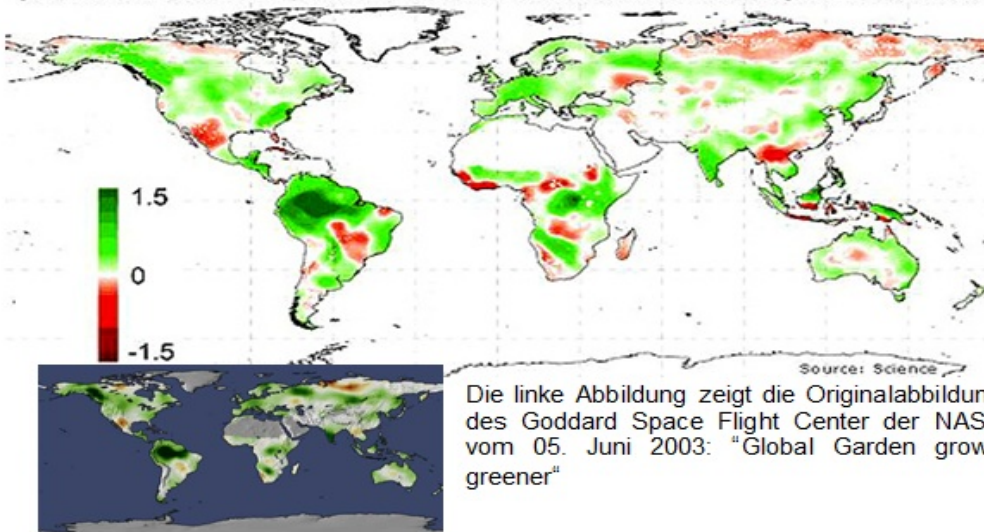 1.5
0
-1.5
Source: Science
Die linke Abbildung zeigt die Originalabbildun
des Goddard Space Flight Center der NAS
vom 05. Juni 2003: “Global Garden grow
greener“